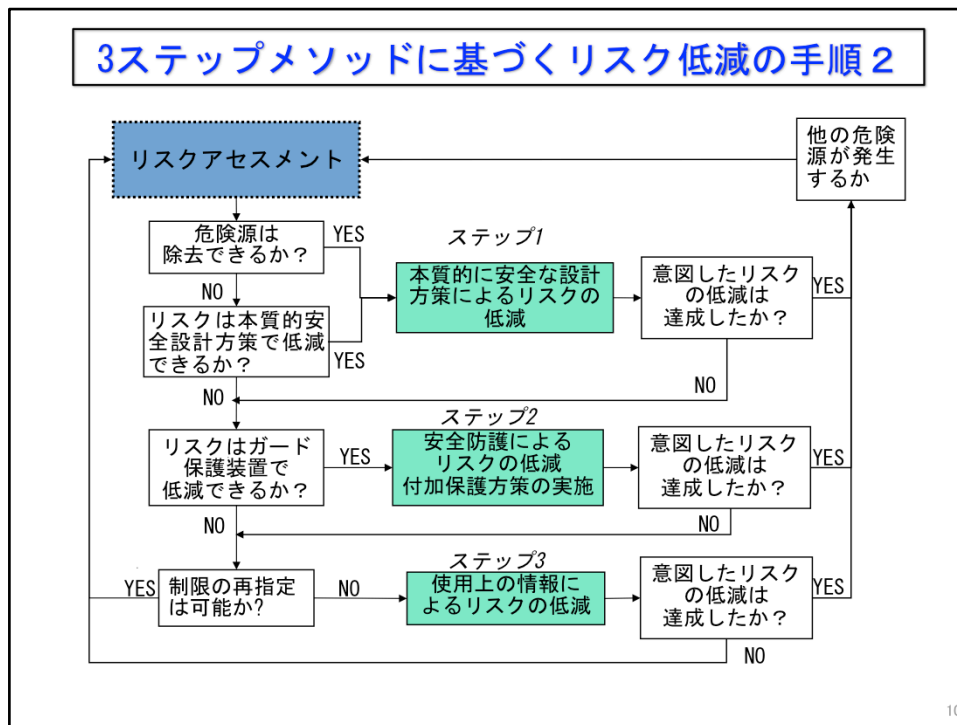 3ステップメソッドに基づくリスク低減の手順２
リスクアセスメント
他の危険
源が発生
するか
危険源は
除去できるか？
YES
NO
ステップ1
本質的に安全な設計
方策によるリスクの
低減
意図したリスク
の低減は
達成したか？
YES
リスクは本質的安
全設計方策で低減
できるか？
YES
NO
NO
ステップ2
リスクはガード
保護装置で
低減できるか？
YES
安全防護による
リスクの低減
付加保護方策の実施
意図したリスク
の低減は
達成したか？
YES
NO
NO
ステップ3
YES
制限の再指定
は可能か?
NO
使用上の情報に
よるリスクの低減
意図したリスク
の低減は
達成したか？
YES
NO